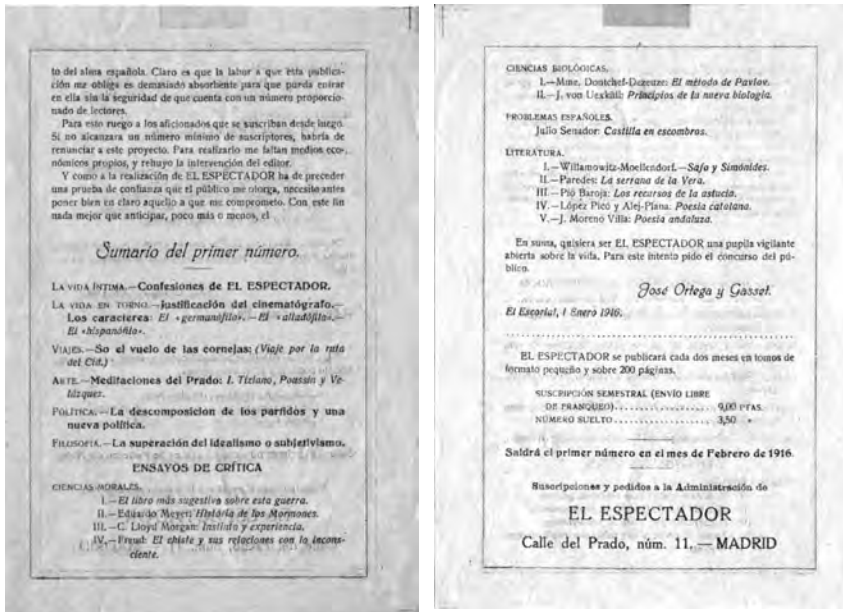 to del alma española. Claro es que la labor a que esta publica-
ción me obliga es demasiado absorbente para que pueda entrar
en ella sin la seguridad de que cuenta con un número proporcio-
nado de lectores.
Para esto ruego a los aficionados que se suscriban desde luego.
Si no alcanzara un número mínimo de suscriptores, habría de
renunciar a este proyecto. Para realizarlo me faltan medios eco-
nómicos propios, y rehuyo la intervención del editor.
Y como a la realización de EL ESPECTADOR ha de preceder
una prueba de confianza que el público me otorga, necesito antes
poner bien en claro aquello a que me comprometo. Con este fin
nada mejor que anticipar, poco más o menos, el
Sumario del primer número.
LA VIDA ÍNTIMA.—Confesiones de EL ESPECTADOR.
LA VIDA EN TORNO.—Justificación del cinematógrafo.—
Los caracteres: El «germanófilo».—El «aliadófilo».—
El «hispanófilo».
VIAJES.—So el vuelo de las cornejas: (Viaje por la ruta
del Cid.)
ARTE.—Meditaciones del Prado: I. Tiziano, Poussin y Ve-
lázquez.
POLÍTICA.—La descomposicion de los partidos y una
nueva política.
FILOSOFÍA.—La superación del idealismo o subjetivismo.
ENSAYOS DE CRÍTICA
CIENCIAS MORALES.
I.—El libro más sugestivo sobre esta guerra.
II.—Eduardo Meyer: Historia de los Mormones.
III.—C. Lloyd Morgan: Instinto y experiencia.
IV.—Freud: El chiste y sus relaciones con lo incons-
ciente.
CIENCIAS BIOLÓGICAS.
I.—Mme. Dontchef-Dezeuze: El método de Pavlov.
II.—J. von Uexküll: Principios de la nueva biología.
PROBLEMAS ESPAÑOLES.
Julio Senador: Castilla en escombros.
LITERATURA.
I.—Willamowitz-Moellendorf.—Safo y Simónides.
II.—Paredes: La serrana de la Vera.
III.—Pío Baroja: Los recursos de la astucia.
IV.—López Picó y Alej-Plana: Poesía catalana.
V.—J. Moreno Villa: Poesía andaluza.
En suma, quisiera ser EL ESPECTADOR una pupila vigilante
abierta sobre la vida. Para este intento pido el concurso del pú-
blico.
José Ortega y Gasset.
El Escorial, 1 Enero 1916.
EL ESPECTADOR se publicará cada dos meses en tomos de
formato pequeño y sobre 200 páginas.
SUSCRIPCIÓN SEMESTRAL (ENVÍO LIBRE
DE FRANQUEO).................... 9,00 PTAS.
NÚMERO SUELTO.................... 3,50 »
Saldrá el primer número en el mes de Febrero de 1916.
Suscripciones y pedidos a la Administración de
EL ESPECTADOR
Calle del Prado, núm. 11.—MADRID